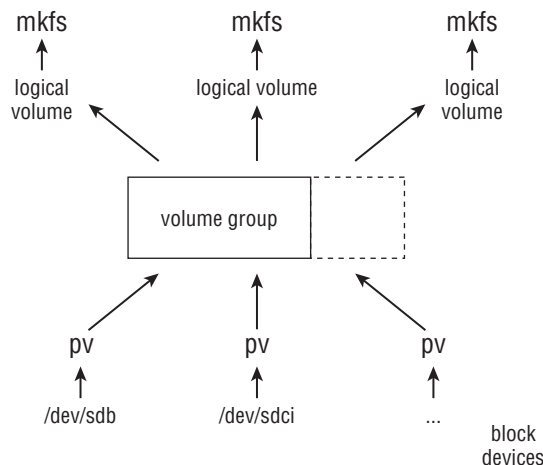 mkfs
mkfs
mkfs
logical
volume
logical volume
logical
volume
volume group
pv
pv
pv
/dev/sdb
/dev/sdci
...
block
devices